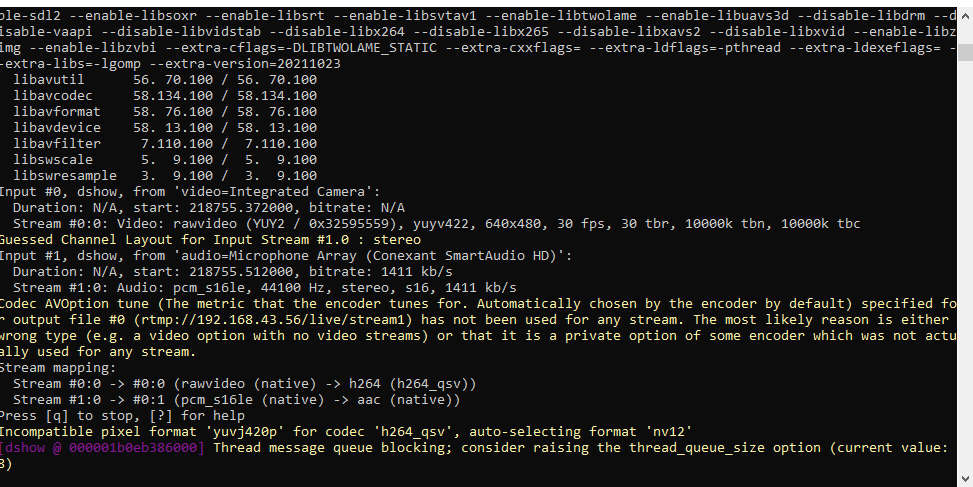 ble-sdl2 --enable-libsoxr --enable-libsrt --enable-libsvtav1 --enable-libtwolame --enable-libuavs3d --disable-libdrm --d
isable-vaapi --disable-libvidstab --disable-libx264 --disable-libx265 --disable-libxavs2 --disable-libxvid --enable-libz
img --enable-libzvbi --extra-cflags=-DLIBTWOLAME_STATIC --extra-cxxflags= --extra-ldflags=-pthread --extra-ldexeflags= -
-extra-libs=-lgomp --extra-version=20211023
libavutil      56. 70.100 / 56. 70.100
libavcodec     58.134.100 / 58.134.100
libavformat    58. 76.100 / 58. 76.100
libavdevice    58. 13.100 / 58. 13.100
libavfilter     7.110.100 /  7.110.100
libswscale      5.  9.100 /  5.  9.100
libswresample   3.  9.100 /  3.  9.100
Input #0, dshow, from 'video=Integrated Camera':
Duration: N/A, start: 218755.372000, bitrate: N/A
Stream #0:0: Video: rawvideo (YUY2 / 0x32595559), yuyv422, 640x480, 30 fps, 30 tbr, 10000k tbn, 10000k tbc
Guessed Channel Layout for Input Stream #1.0 : stereo
Input #1, dshow, from 'audio=Microphone Array (Conexant SmartAudio HD)':
Duration: N/A, start: 218755.512000, bitrate: 1411 kb/s
Stream #1:0: Audio: pcm_s16le, 44100 Hz, stereo, s16, 1411 kb/s
Codec AVOption tune (The metric that the encoder tunes for. Automatically chosen by the encoder by default) specified fo
r output file #0 (rtmp://192.168.43.56/live/stream1) has not been used for any stream. The most likely reason is either
wrong type (e.g. a video option with no video streams) or that it is a private option of some encoder which was not actu
ally used for any stream.
Stream mapping:
Stream #0:0 -> #0:0 (rawvideo (native) -> h264 (h264_qsv))
Stream #1:0 -> #0:1 (pcm_s16le (native) -> aac (native))
Press [q] to stop, [?] for help
Incompatible pixel format 'yuvj420p' for codec 'h264_qsv', auto-selecting format 'nv12'
[dshow @ 000001b0eb386000] Thread message queue blocking; consider raising the thread_queue_size option (current value:
8)